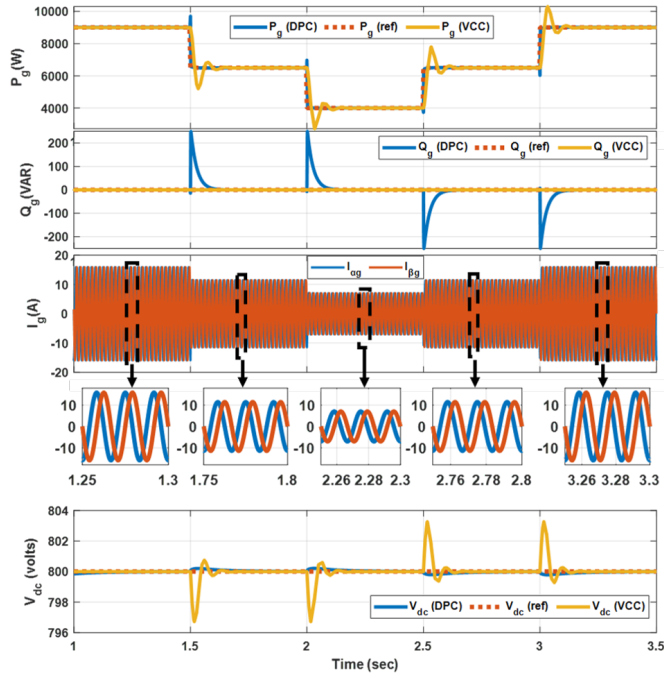 10000
8000
6000
4000
P_g(W)
P_g (DPC) P_g (ref) P_g (VCC)
200
100
0
-100
-200
Q_g(VAR)
Q_g (DPC) Q_g (ref) Q_g (VCC)
20
10
0
-10
-20
I_g(A)
I_αg I_βg
10 0 -10
10 0 -10
10 0 -10
10 0 -10
10 0 -10
1.25 1.3 1.75 1.8 2.26 2.28 2.3 2.76 2.78 2.8 3.26 3.28 3.3
802
800
798
796
V_dc (volts)
V_dc (DPC) V_dc (ref) V_dc (VCC)
1 1.5 2 2.5 3 3.5
Time (sec)